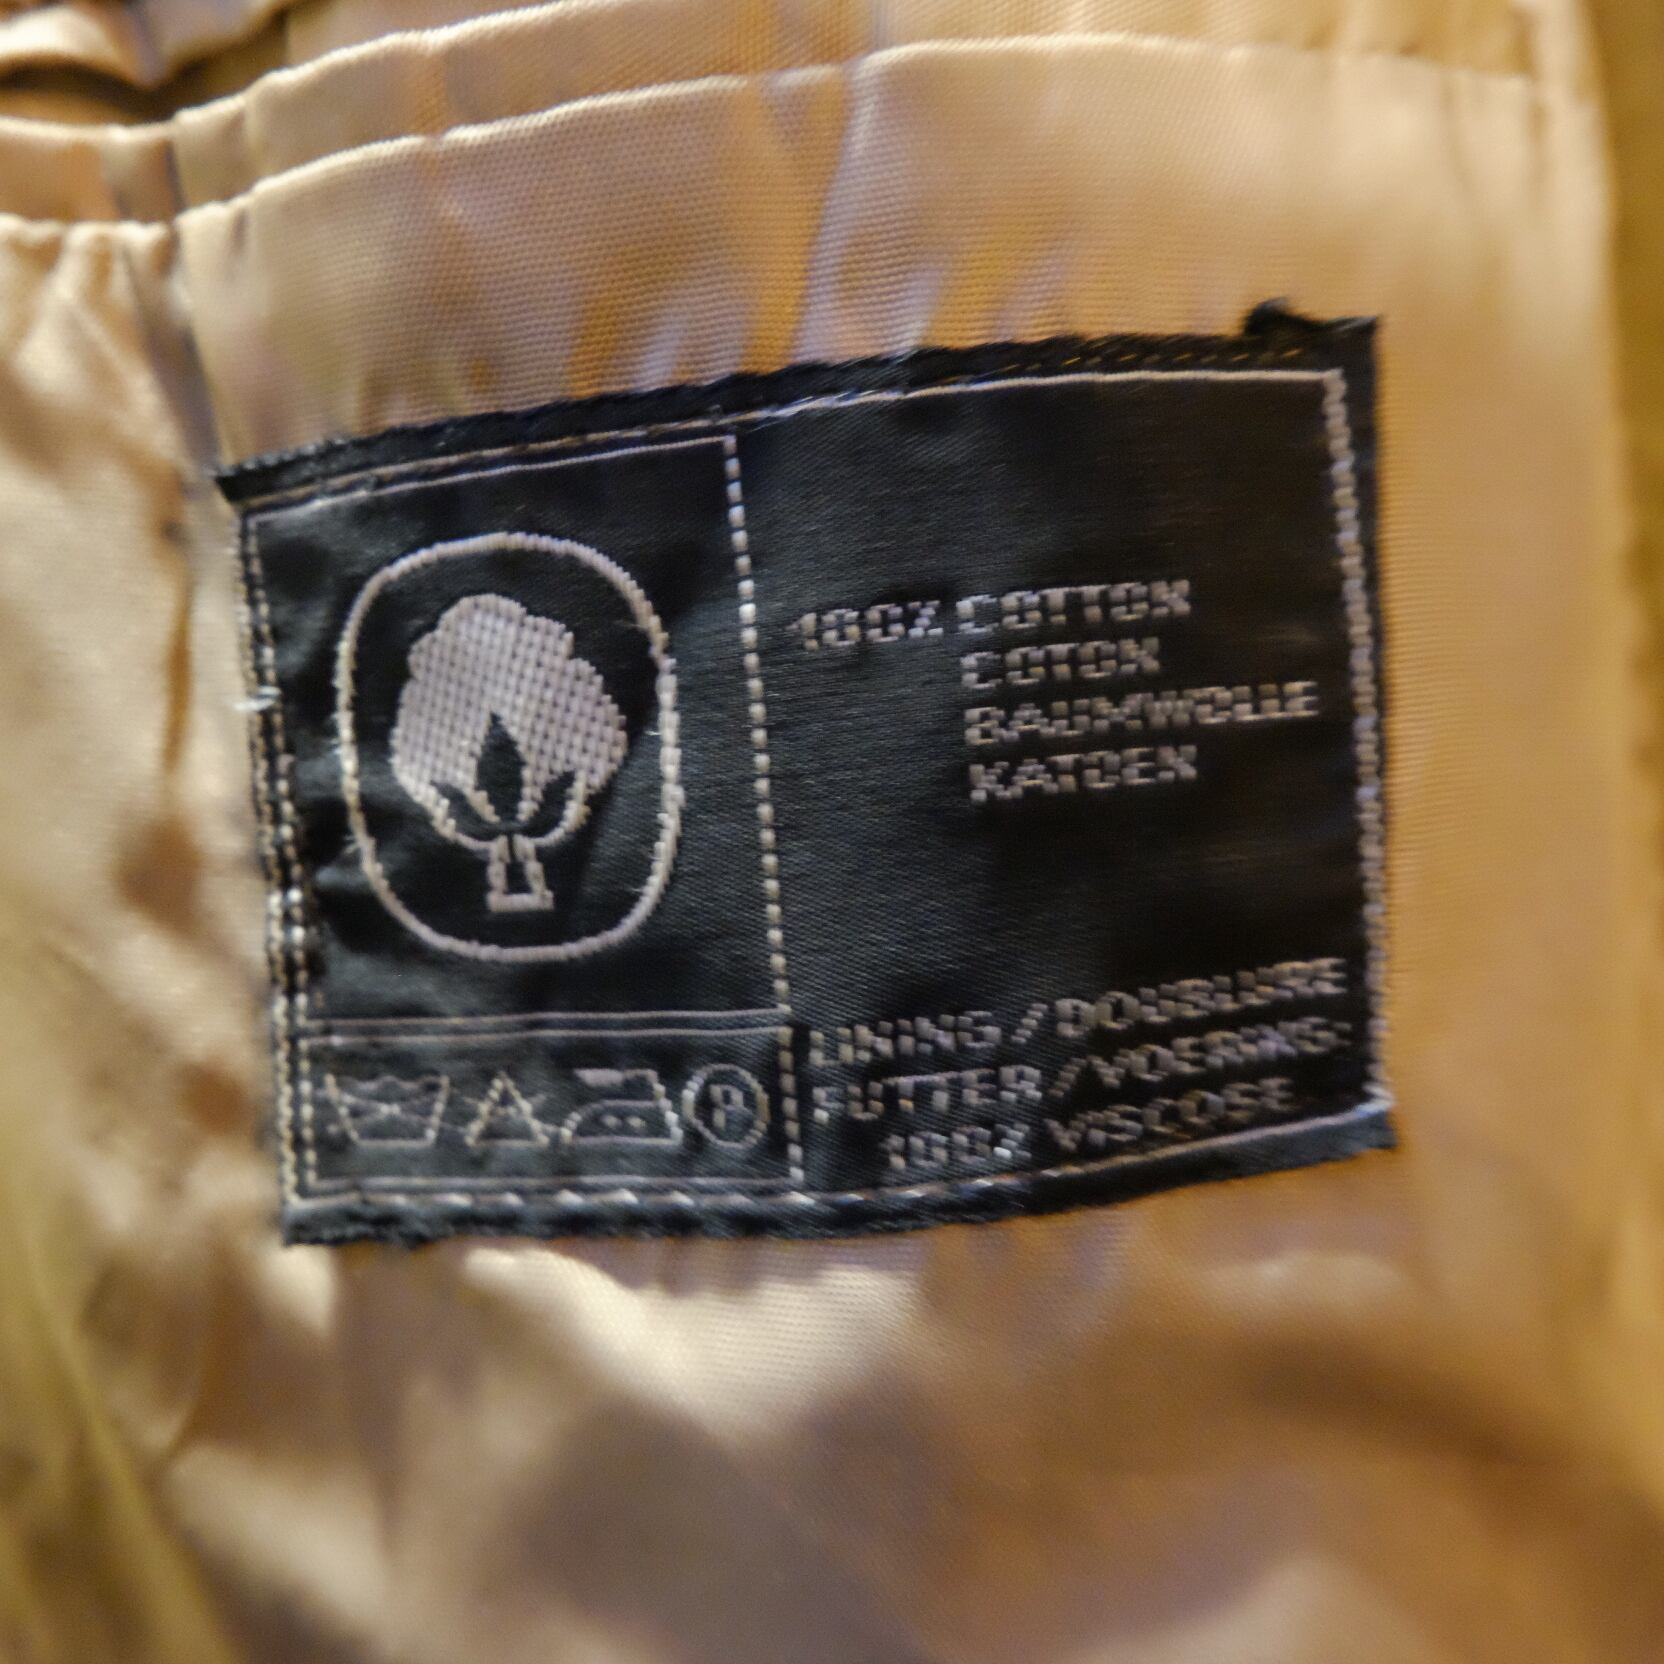 100% COTTON
COTON
BAUMWOLLE
KATOEN
LINING / DOUBLURE
FUTTER / VOERING:
100% VISCOSE
P